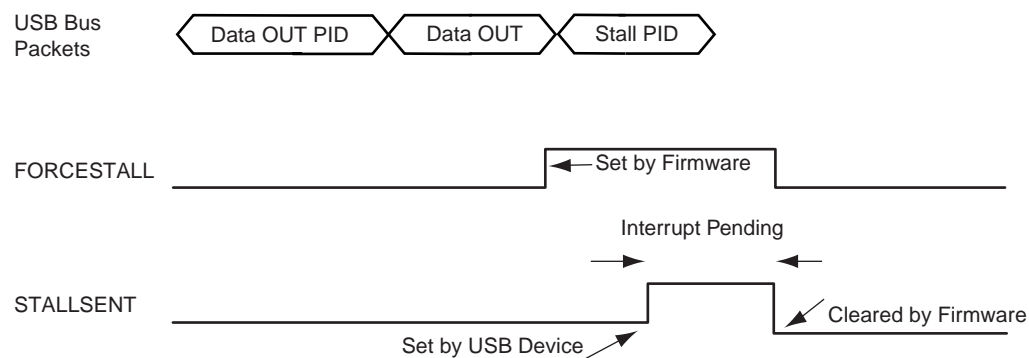 USB Bus
Packets
Data OUT PID
Data OUT
Stall PID
FORCESTALL
Set by Firmware
Interrupt Pending
STALLSENT
Cleared by Firmware
Set by USB Device